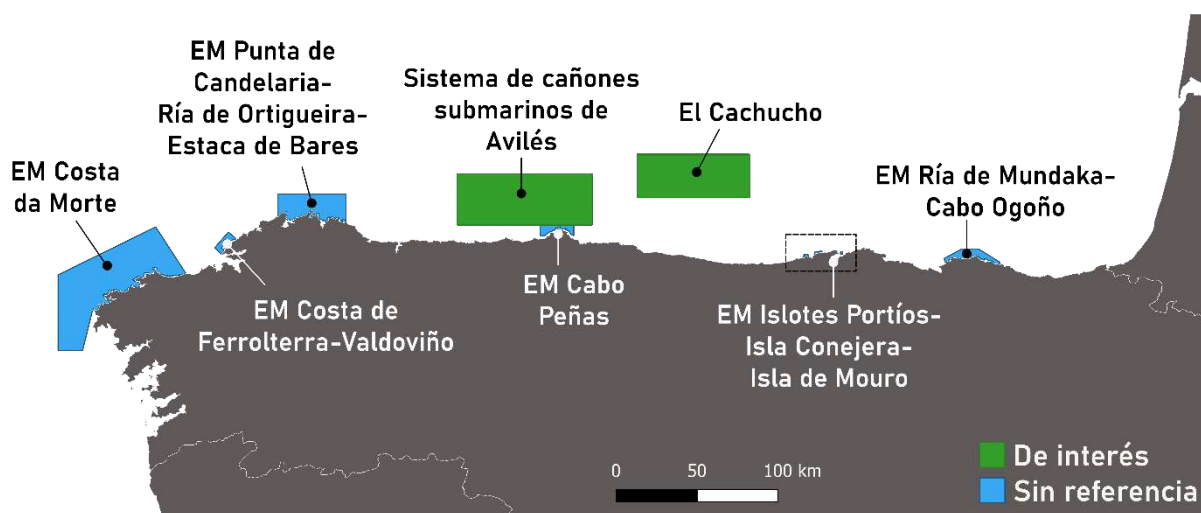 EM Punta de
Candelaria-
Ría de Ortigueira-
Estaca de Bares
Sistema de cañones
submarinos de
Avilés
El Cachucho
EM Costa
da Morte
EM Ría de Mundaka-
Cabo Ogoño
EM Costa de
Ferrolterra-Valdoviño
EM Cabo
Peñas
EM Islotes Portíos-
Isla Conejera-
Isla de Mouro
0 50 100 km
De interés
Sin referencia